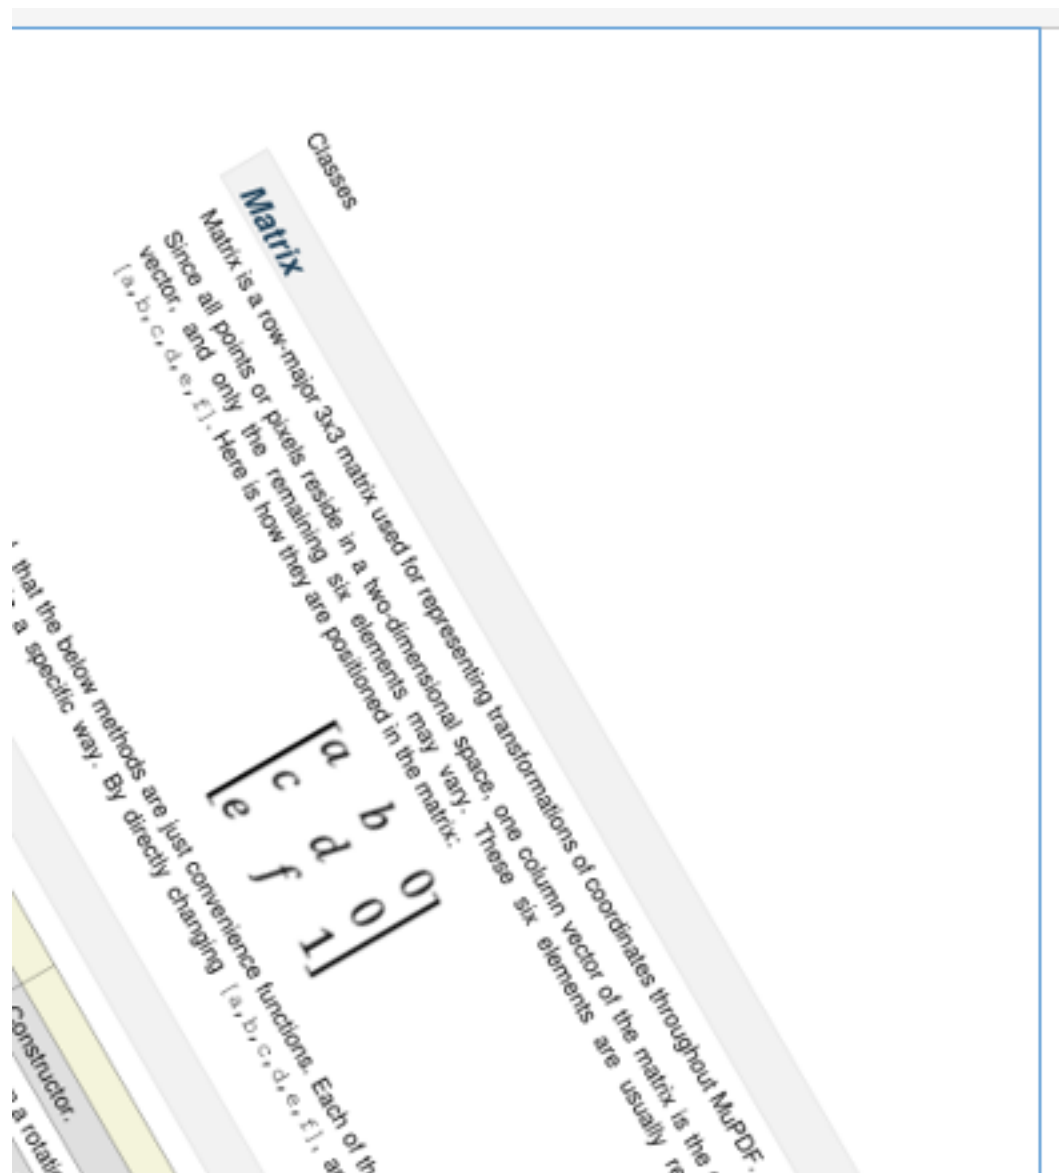 Classes
Matrix
Matrix is a row-major 3x3 matrix used for representing transformations of coordinates throughout MuPDF.
Since all points or pixels reside in a two-dimensional space, one column vector of the matrix is the
vector, and only the remaining six elements may vary. These six elements are usually
[a,b,c,d,e,f]. Here is how they are positioned in the matrix:
a b 0
c d 0
e f 1
that the below methods are just convenience functions. Each of
a specific way. By directly changing [a,b,c,d,e,f],
Constructor.
a